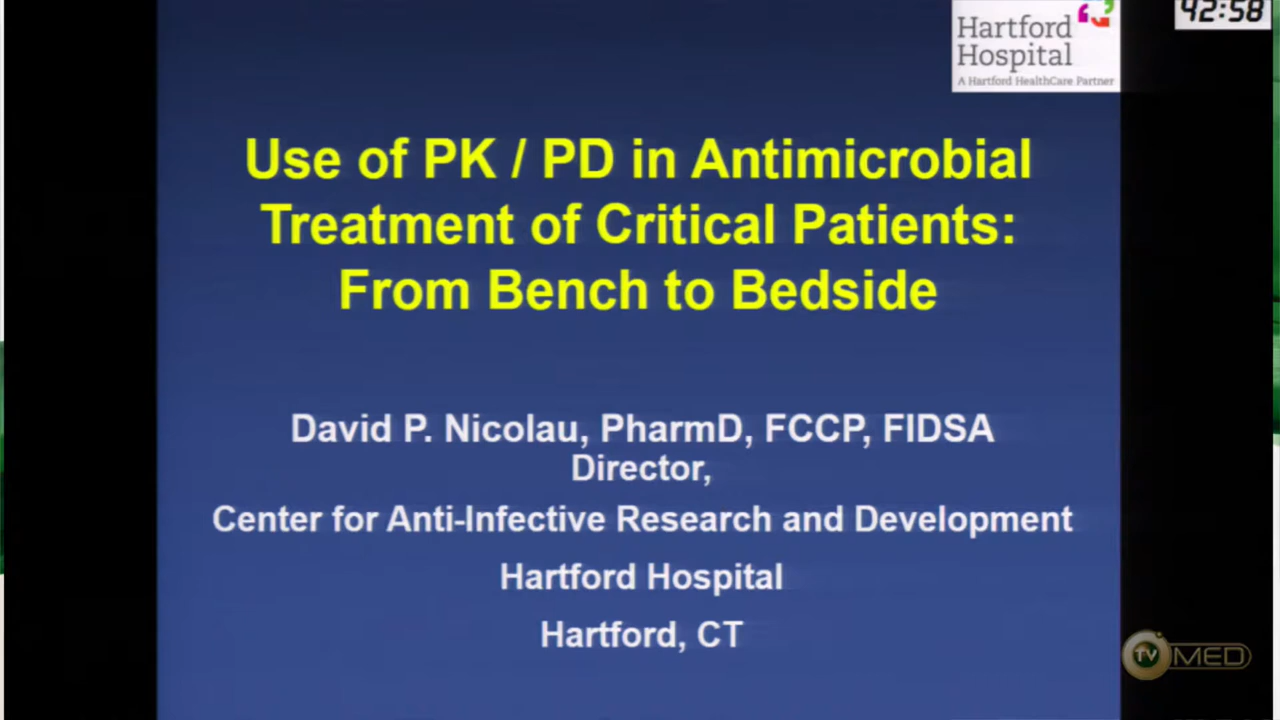 Hartford
Hospital
A Hartford HealthCare Partner
42:58
Use of PK / PD in Antimicrobial
Treatment of Critical Patients:
From Bench to Bedside
David P. Nicolau, PharmD, FCCP, FIDSA
Director,
Center for Anti-Infective Research and Development
Hartford Hospital
Hartford, CT
TV MED